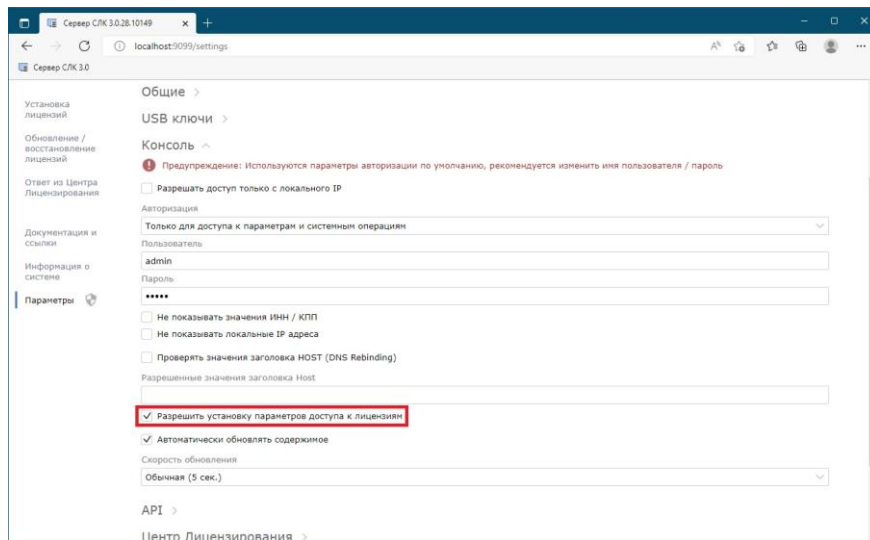 Сервер СЛК 3.0.28.10149
localhost:9099/settings
Сервер СЛК 3.0
Установка
лицензий
Обновление /
восстановление
лицензий
Ответ из Центра
Лицензирования
Документация и
ссылки
Информация о
системе
Параметры
Общие
USB ключи
Консоль
Предупреждение: Используются параметры авторизации по умолчанию, рекомендуется изменить имя пользователя / пароль
Разрешать доступ только с локального IP
Авторизация
Только для доступа к параметрам и системным операциям
Пользователь
admin
Пароль
•••••
Не показывать значения ИНН / КПП
Не показывать локальные IP адреса
Проверять значения заголовка HOST (DNS Rebinding)
Разрешенные значения заголовка Host
Разрешить установку параметров доступа к лицензиям
Автоматически обновлять содержимое
Скорость обновления
Обычная (5 сек.)
API
Центр Лицензирования